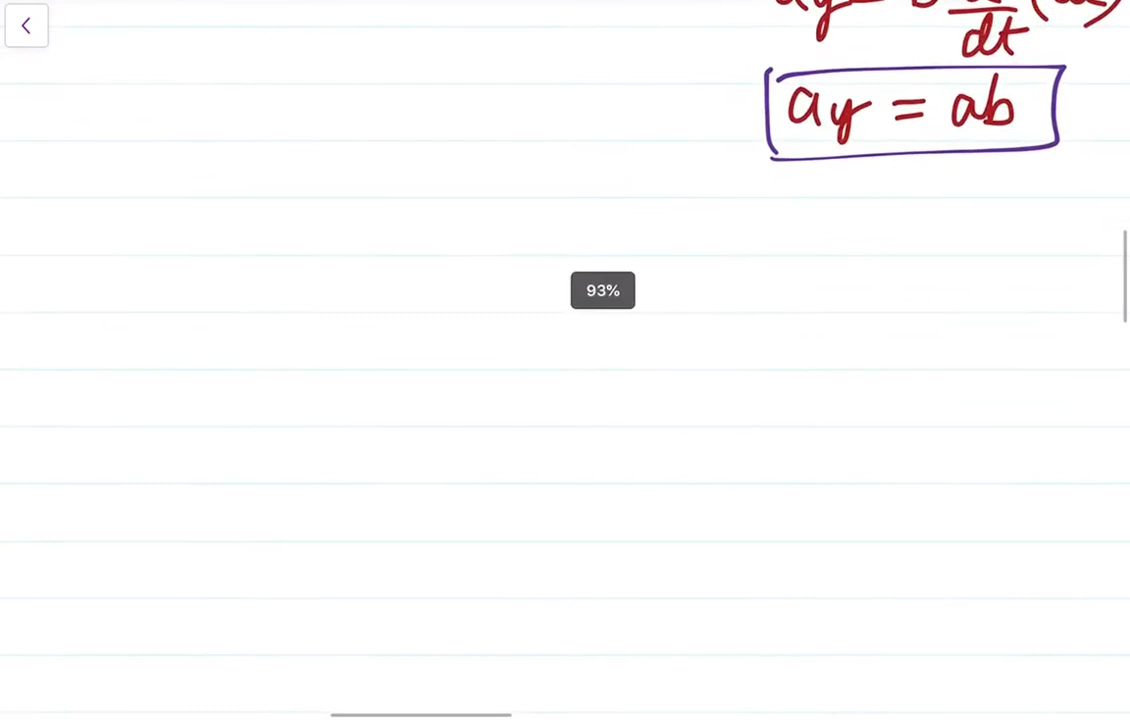 dt
ay = ab
93%